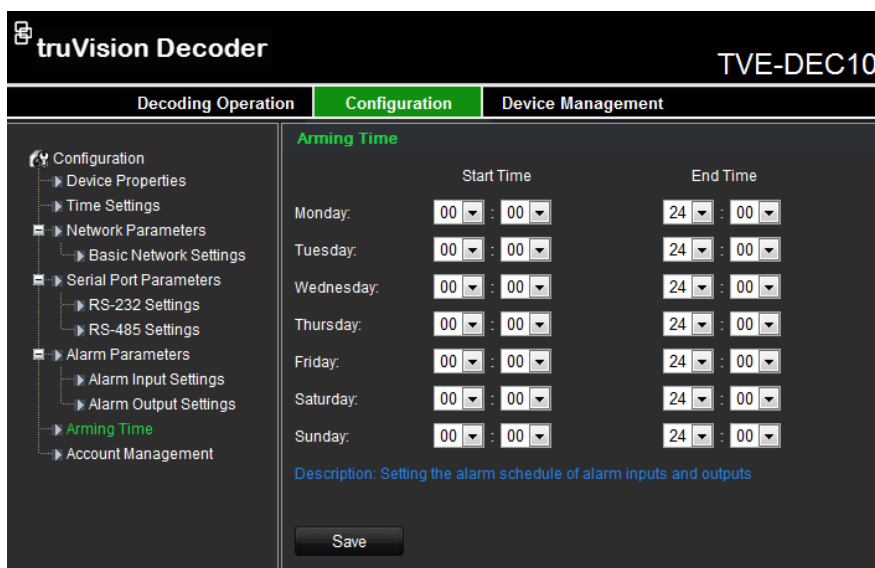 truVision Decoder
TVE-DEC10
Decoding Operation Configuration Device Management
Configuration
Device Properties
Time Settings
Network Parameters
Basic Network Settings
Serial Port Parameters
RS-232 Settings
RS-485 Settings
Alarm Parameters
Alarm Input Settings
Alarm Output Settings
Arming Time
Account Management
Arming Time
Start Time End Time
Monday: 00 : 00 24 : 00
Tuesday: 00 : 00 24 : 00
Wednesday: 00 : 00 24 : 00
Thursday: 00 : 00 24 : 00
Friday: 00 : 00 24 : 00
Saturday: 00 : 00 24 : 00
Sunday: 00 : 00 24 : 00
Description: Setting the alarm schedule of alarm inputs and outputs
Save